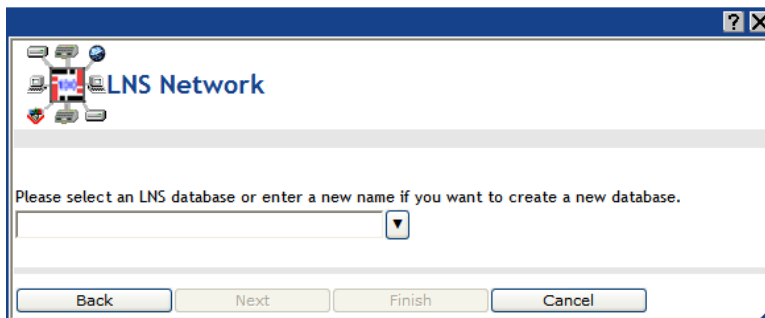 ?
X
100
LNS Network
Please select an LNS database or enter a new name if you want to create a new database.
Back Next Finish Cancel